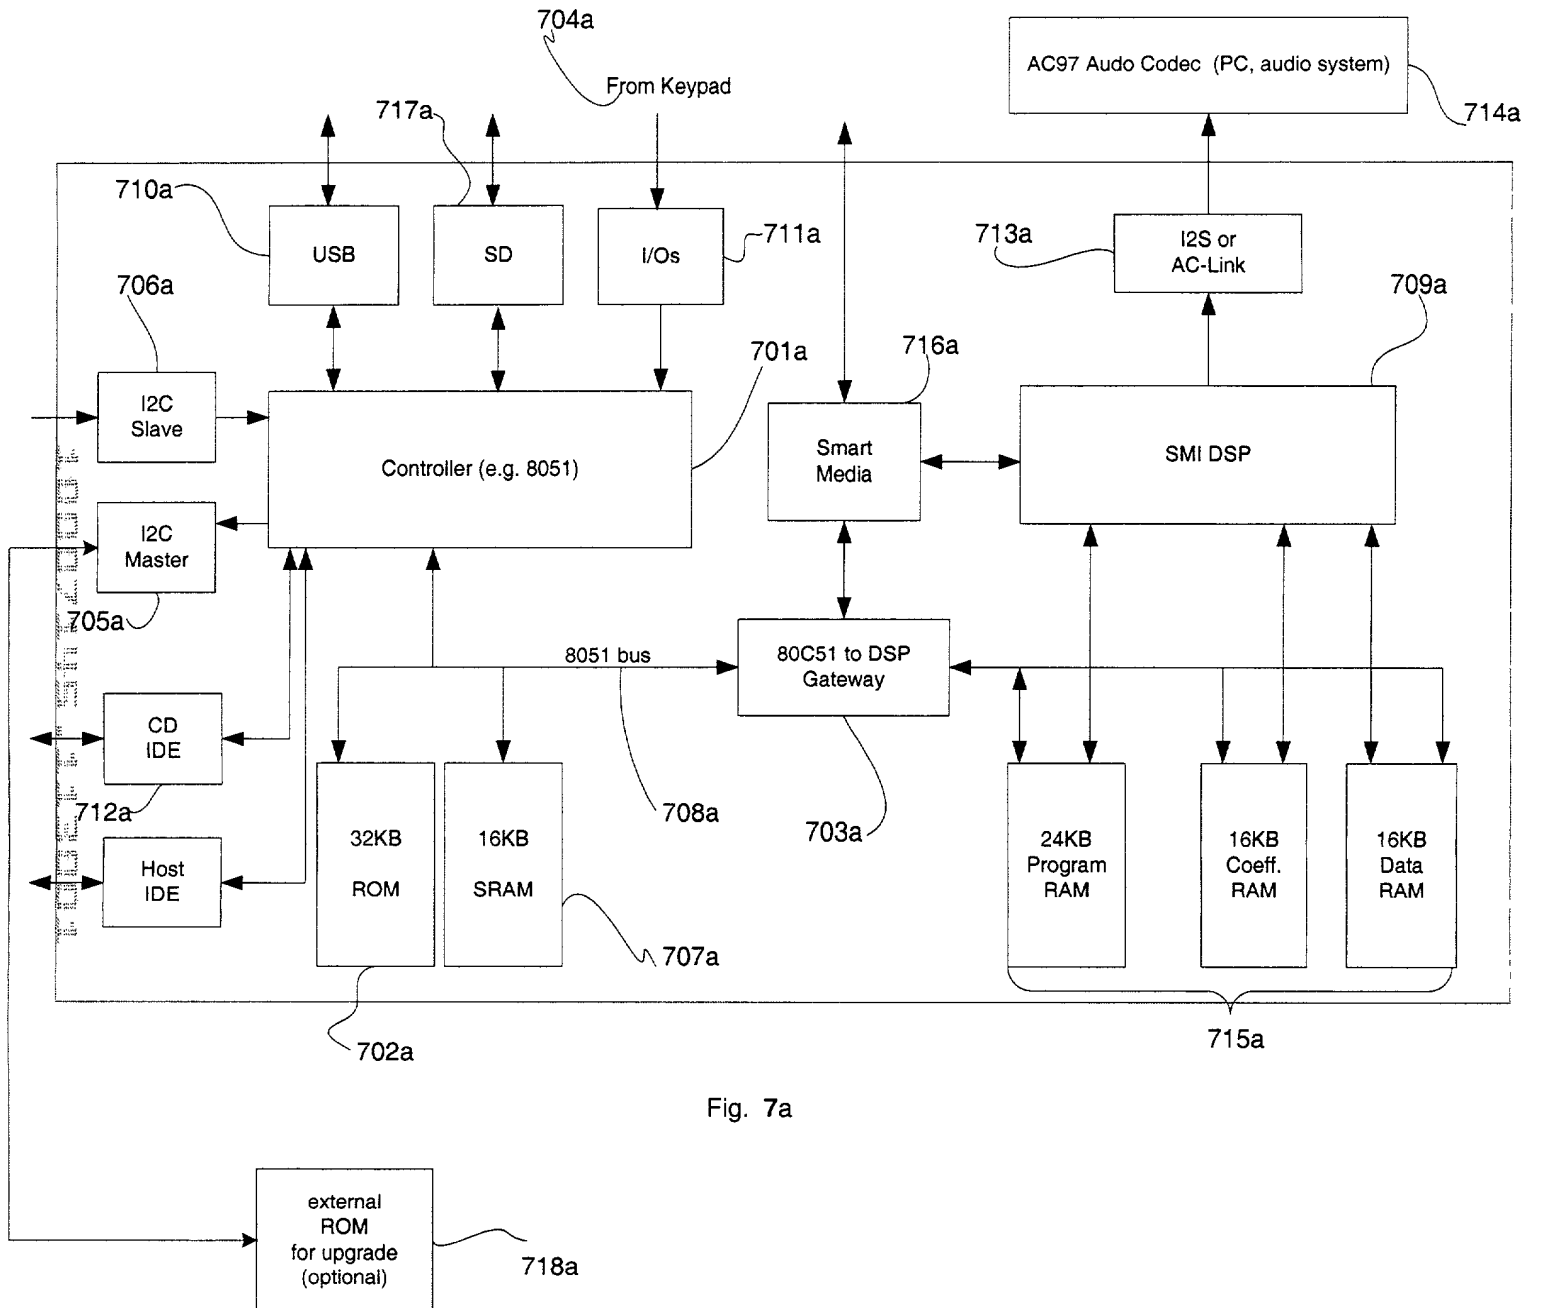 704a
From Keypad
717a
AC97 Audo Codec (PC, audio system)
714a
710a
USB
SD
I/Os
711a
713a
I2S or
AC-Link
706a
709a
I2C
Slave
701a
716a
Controller (e.g. 8051)
Smart
Media
SMI DSP
I2C
Master
705a
8051 bus
80C51 to DSP
Gateway
CD
IDE
712a
708a
703a
Host
IDE
32KB
ROM
16KB
SRAM
24KB
Program
RAM
16KB
Coeff.
RAM
16KB
Data
RAM
707a
702a
715a
Fig. 7a
external
ROM
for upgrade
(optional)
718a